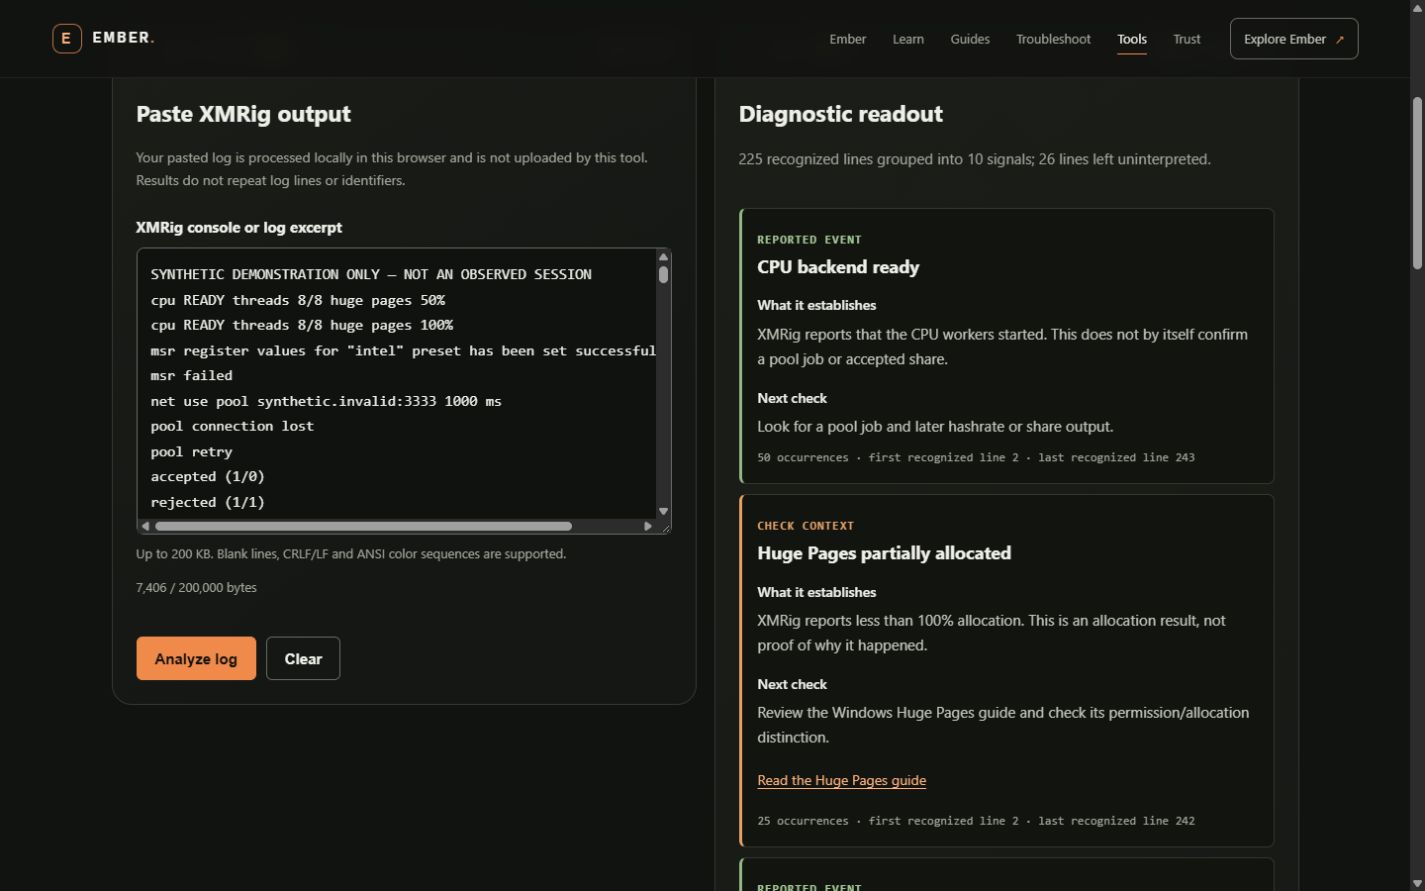 E EMBER.
Ember Learn Guides Troubleshoot Tools Trust Explore Ember ↗
Paste XMRig output
Your pasted log is processed locally in this browser and is not uploaded by this tool.
Results do not repeat log lines or identifiers.
XMRig console or log excerpt
SYNTHETIC DEMONSTRATION ONLY — NOT AN OBSERVED SESSION
cpu READY threads 8/8 huge pages 50%
cpu READY threads 8/8 huge pages 100%
msr register values for "intel" preset has been set successful
msr failed
net use pool synthetic.invalid:3333 1000 ms
pool connection lost
pool retry
accepted (1/0)
rejected (1/1)
Up to 200 KB. Blank lines, CRLF/LF and ANSI color sequences are supported.
7,406 / 200,000 bytes
Analyze log Clear
Diagnostic readout
225 recognized lines grouped into 10 signals; 26 lines left uninterpreted.
REPORTED EVENT
CPU backend ready
What it establishes
XMRig reports that the CPU workers started. This does not by itself confirm
a pool job or accepted share.
Next check
Look for a pool job and later hashrate or share output.
50 occurrences · first recognized line 2 · last recognized line 243
CHECK CONTEXT
Huge Pages partially allocated
What it establishes
XMRig reports less than 100% allocation. This is an allocation result, not
proof of why it happened.
Next check
Review the Windows Huge Pages guide and check its permission/allocation
distinction.
Read the Huge Pages guide
25 occurrences · first recognized line 2 · last recognized line 242
REPORTED EVENT